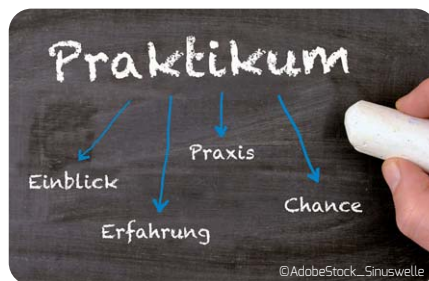 Praktikum
Praxis
Einblick
Chance
Erfahrung
©AdobeStock_Sinuswelle